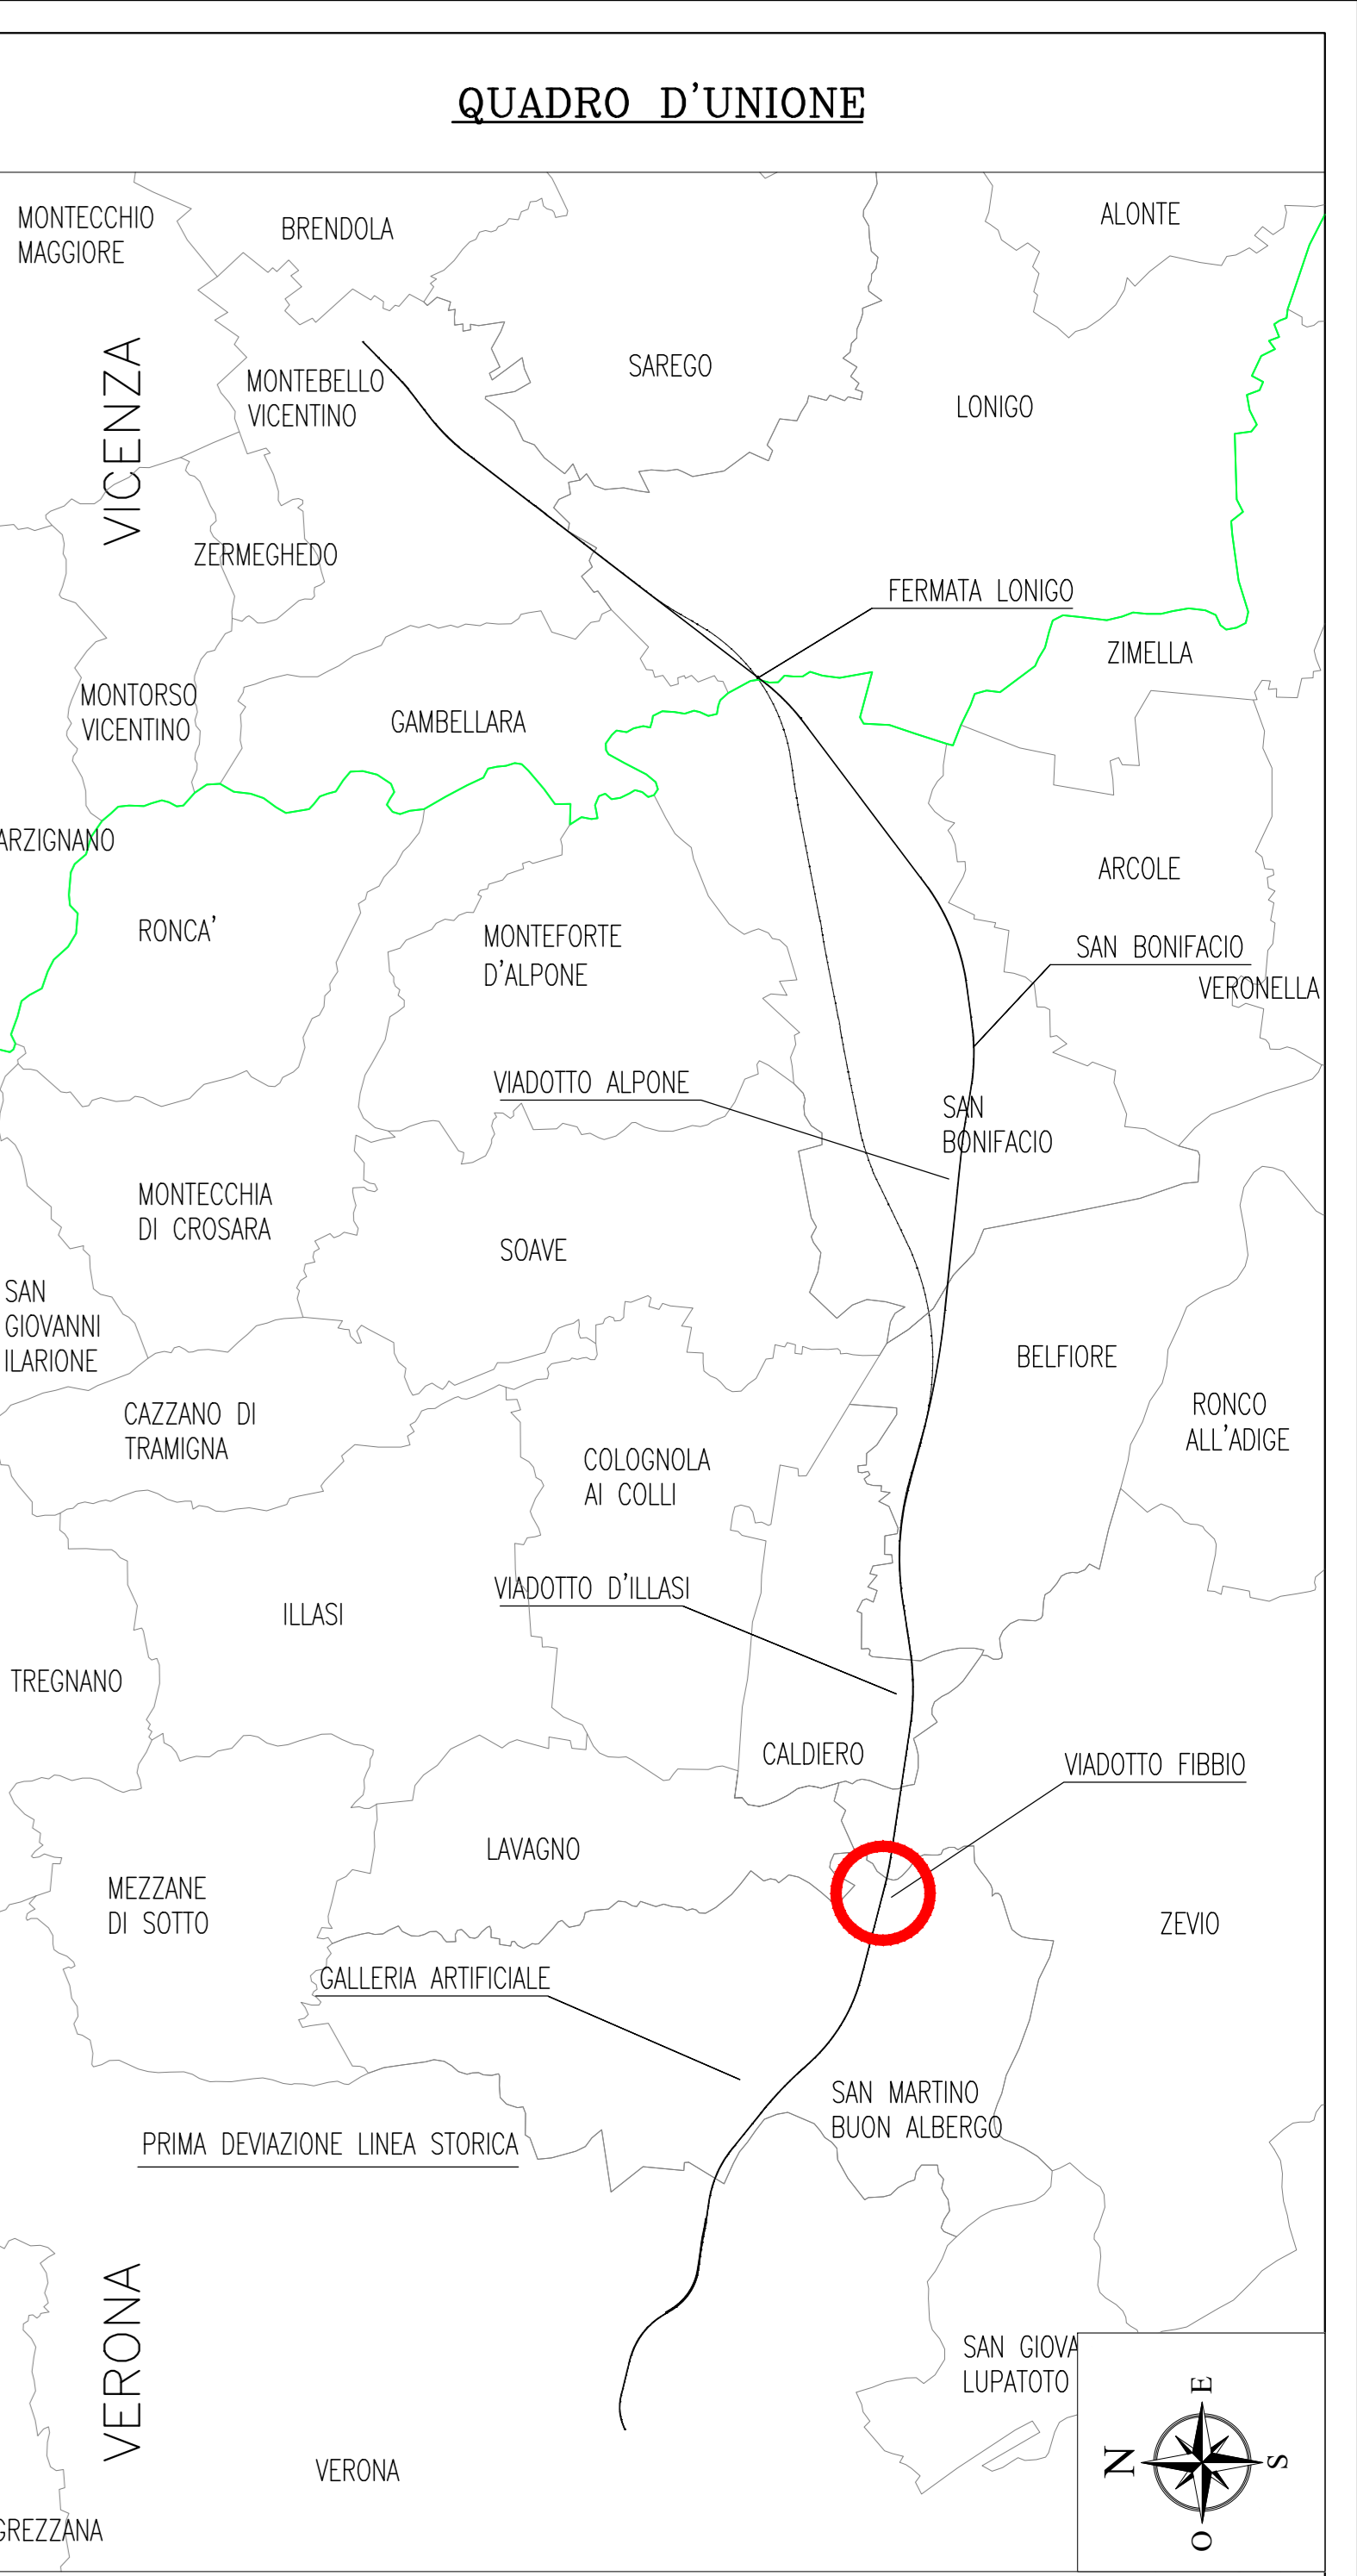 QUADRO D'UNIONE
MONTECCHIO
MAGGIORE
BRENDOLA
ALONTE
VICENZA
SAREGO
MONTEBELLO
VICENTINO
LONIGO
ZERMEGHEDO
FERMATA LONIGO
ZIMELLA
MONTORSO
VICENTINO
GAMBELLARA
ARZIGNANO
RONCA'
ARCOLE
MONTEFORTE
D'ALPONE
SAN BONIFACIO
VERONELLA
VIADOTTO ALPONE
SAN
BONIFACIO
MONTECCHIA
DI CROSARA
SOAVE
SAN
GIOVANNI
ILARIONE
BELFIORE
CAZZANO DI
TRAMIGNA
RONCO
ALL'ADIGE
COLOGNOLA
AI COLLI
VIADOTTO D'ILLASI
ILLASI
TREGNANO
CALDIERO
VIADOTTO FIBBIO
LAVAGNO
MEZZANE
DI SOTTO
ZEVIO
GALLERIA ARTIFICIALE
SAN MARTINO
BUON ALBERGO
PRIMA DEVIAZIONE LINEA STORICA
VERONA
SAN GIOVA
LUPATOTO
E
N
S
O
VERONA
GREZZANA